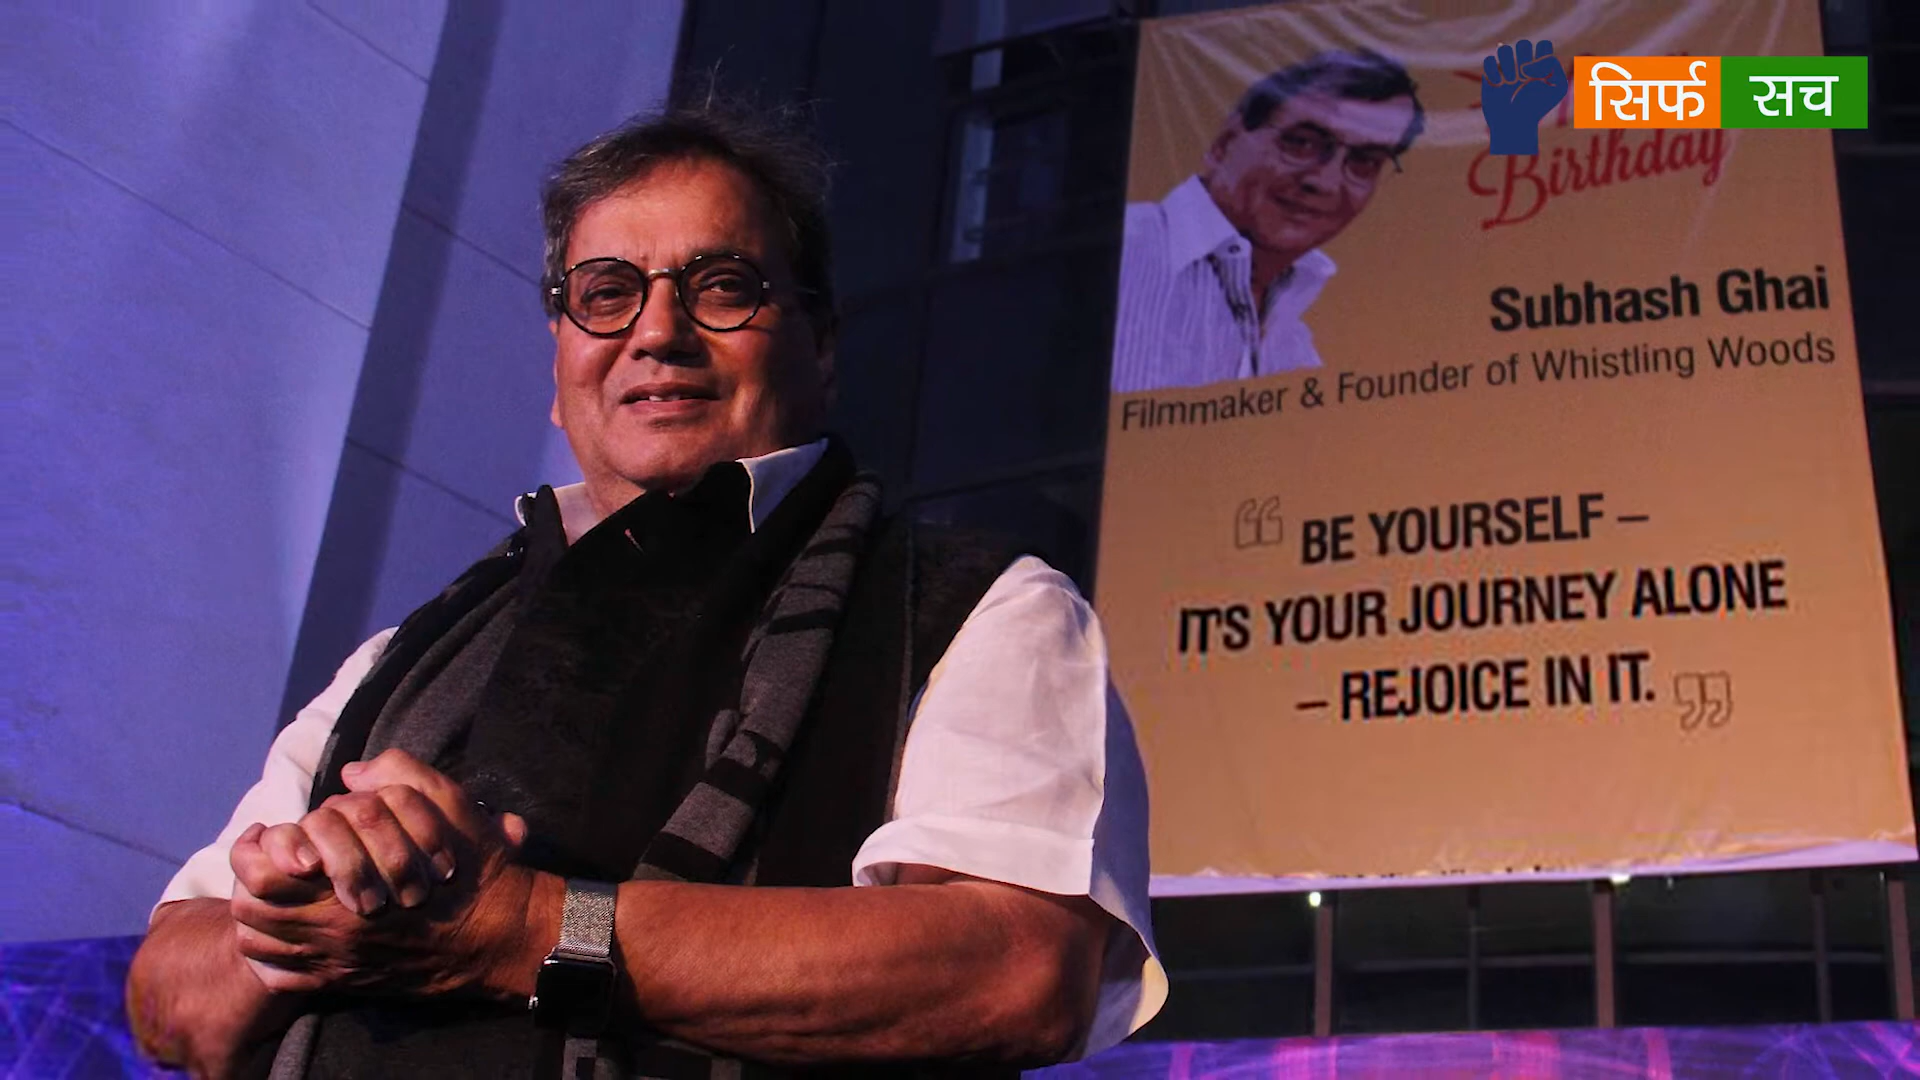 सिर्फ सच
Birthday
Subhash Ghai
Filmmaker & Founder of Whistling Woods
“ BE YOURSELF –
IT'S YOUR JOURNEY ALONE
– REJOICE IN IT. ”